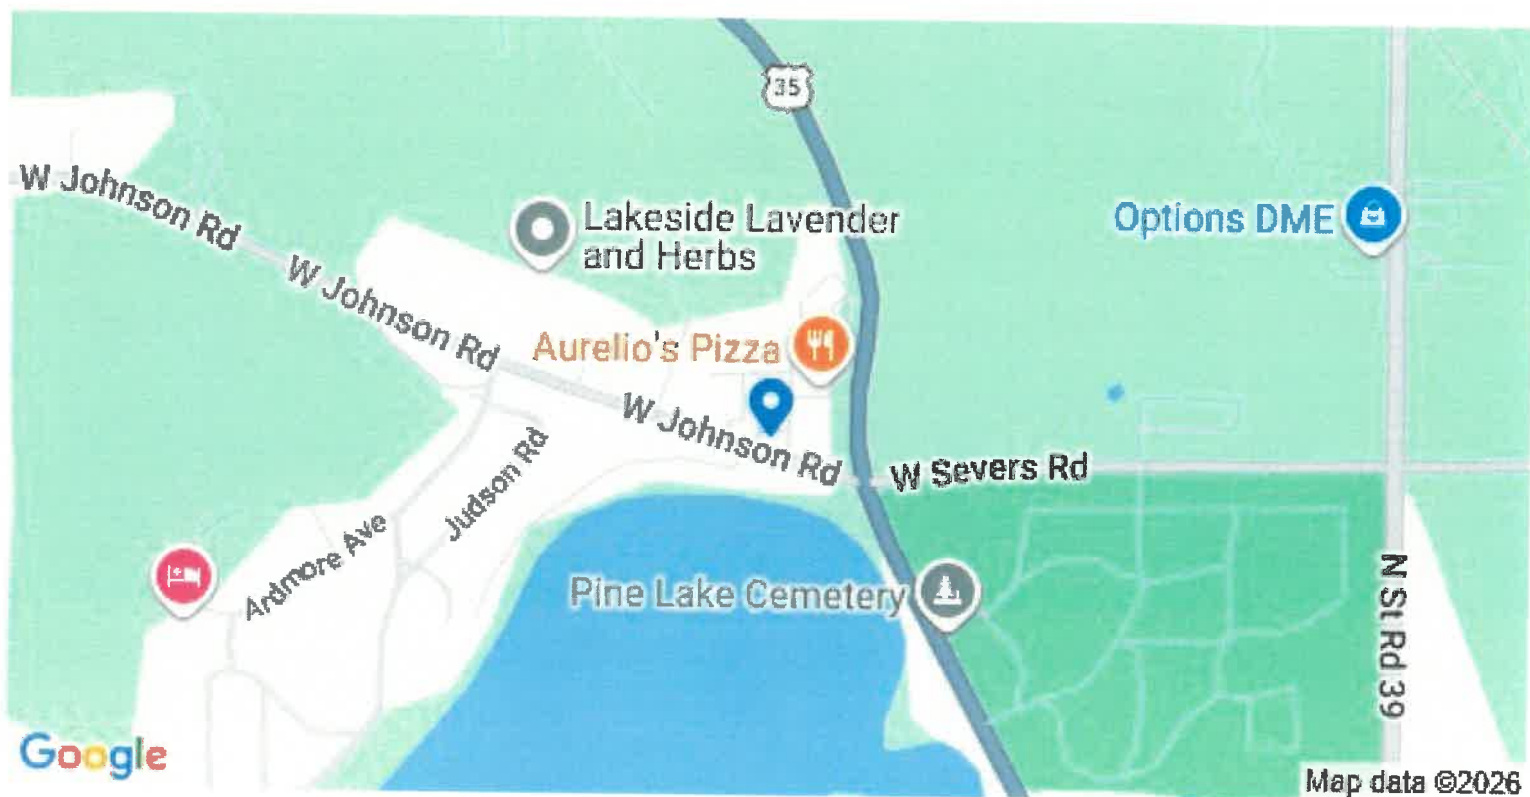 35
W Johnson Rd
Lakeside Lavender
and Herbs
Options DME
W Johnson Rd
Aurelio's Pizza
W Johnson Rd
W Severs Rd
Judson Rd
Ardmore Ave
Pine Lake Cemetery
N St Rd 39
Google
Map data ©2026